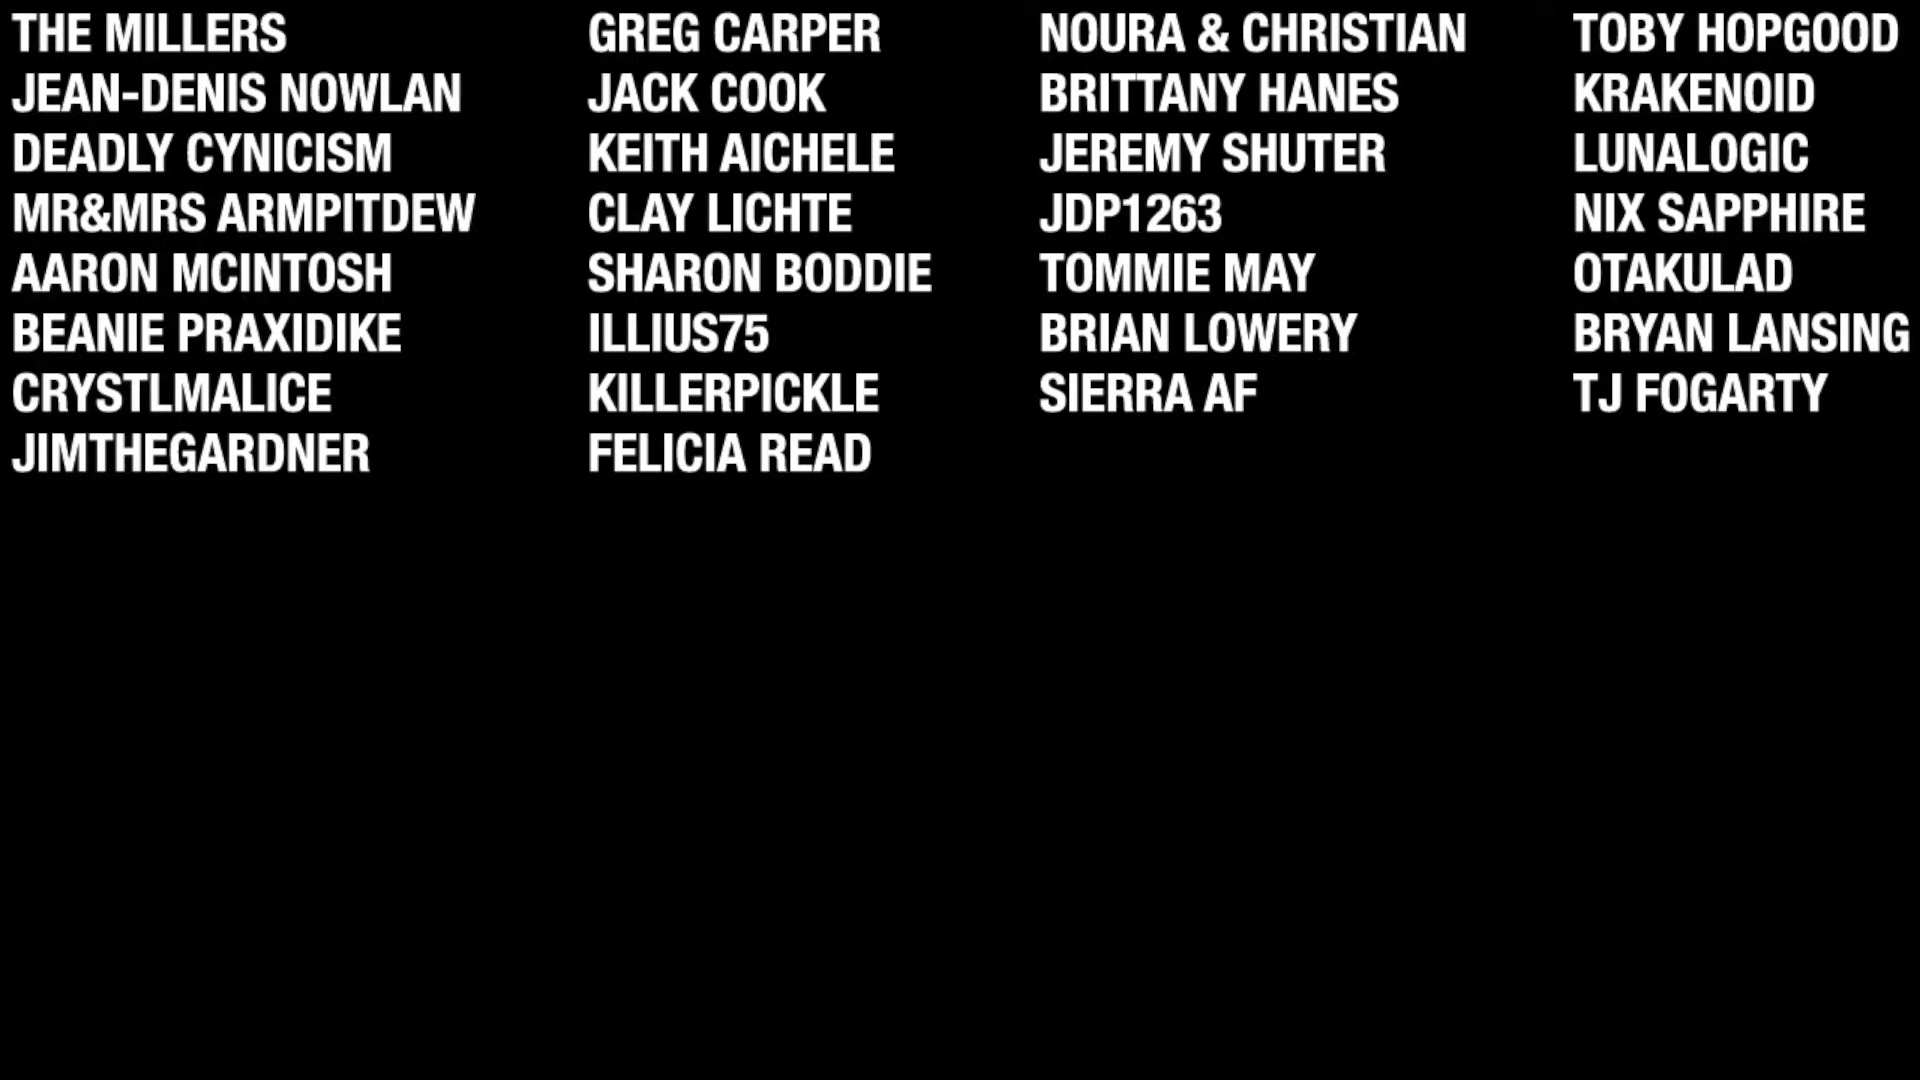 THE MILLERS
JEAN-DENIS NOWLAN
DEADLY CYNICISM
MR&MRS ARMPITDEW
AARON MCINTOSH
BEANIE PRAXIDIKE
CRYSTLMALICE
JIMTHEGARDNER
GREG CARPER
JACK COOK
KEITH AICHELE
CLAY LICHTE
SHARON BODDIE
ILLIUS75
KILLERPICKLE
FELICIA READ
NOURA & CHRISTIAN
BRITTANY HANES
JEREMY SHUTER
JDP1263
TOMMIE MAY
BRIAN LOWERY
SIERRA AF
TOBY HOPGOOD
KRAKENOID
LUNALOGIC
NIX SAPPHIRE
OTAKULAD
BRYAN LANSING
TJ FOGARTY